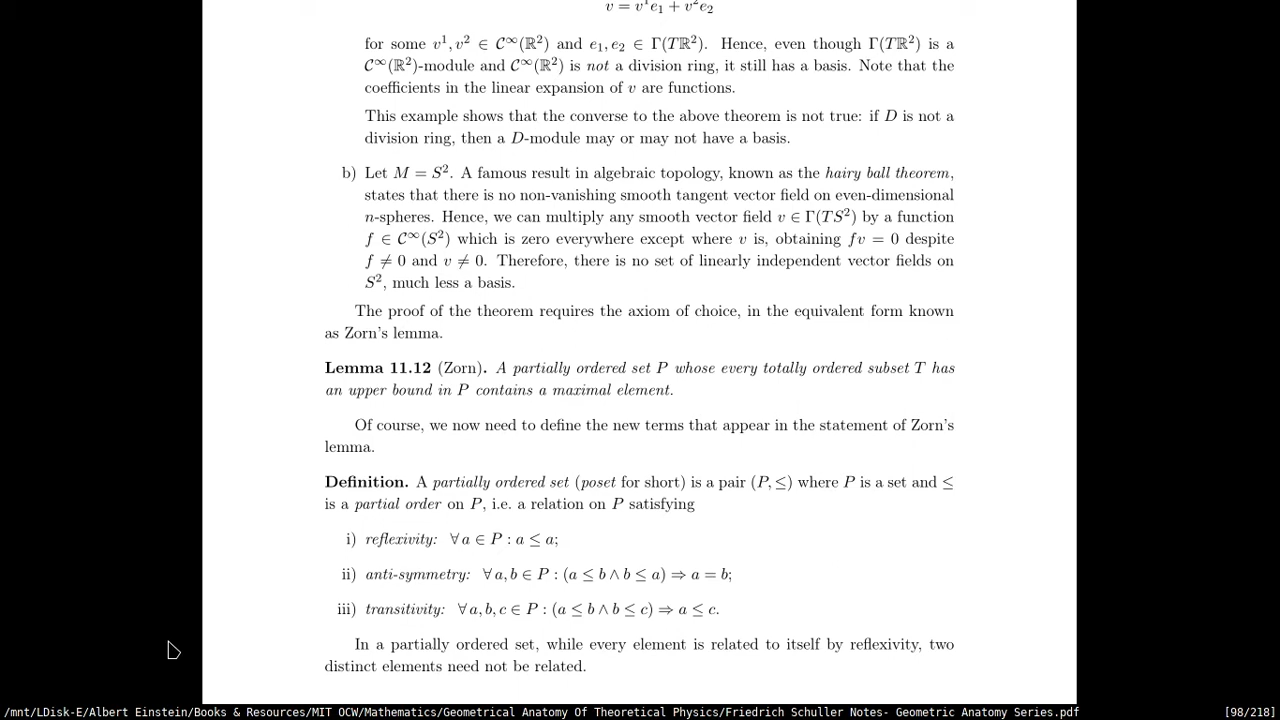 v = v¹e₁ + v²e₂
for some v¹, v² ∈ 𝒞^∞(ℝ²) and e₁, e₂ ∈ Γ(Tℝ²). Hence, even though Γ(Tℝ²) is a
𝒞^∞(ℝ²)-module and 𝒞^∞(ℝ²) is not a division ring, it still has a basis. Note that the
coefficients in the linear expansion of v are functions.
This example shows that the converse to the above theorem is not true: if D is not a
division ring, then a D-module may or may not have a basis.
b) Let M = S². A famous result in algebraic topology, known as the hairy ball theorem,
states that there is no non-vanishing smooth tangent vector field on even-dimensional
n-spheres. Hence, we can multiply any smooth vector field v ∈ Γ(TS²) by a function
f ∈ 𝒞^∞(S²) which is zero everywhere except where v is, obtaining fv = 0 despite
f ≠ 0 and v ≠ 0. Therefore, there is no set of linearly independent vector fields on
S², much less a basis.
The proof of the theorem requires the axiom of choice, in the equivalent form known
as Zorn's lemma.
Lemma 11.12 (Zorn). A partially ordered set P whose every totally ordered subset T has
an upper bound in P contains a maximal element.
Of course, we now need to define the new terms that appear in the statement of Zorn's
lemma.
Definition. A partially ordered set (poset for short) is a pair (P, ≤) where P is a set and ≤
is a partial order on P, i.e. a relation on P satisfying
i) reflexivity: ∀ a ∈ P : a ≤ a;
ii) anti-symmetry: ∀ a, b ∈ P : (a ≤ b ∧ b ≤ a) ⇒ a = b;
iii) transitivity: ∀ a, b, c ∈ P : (a ≤ b ∧ b ≤ c) ⇒ a ≤ c.
In a partially ordered set, while every element is related to itself by reflexivity, two
distinct elements need not be related.
/mnt/LDisk-E/Albert Einstein/Books & Resources/MIT OCW/Mathematics/Geometrical Anatomy Of Theoretical Physics/Friedrich Schuller Notes- Geometric Anatomy Series.pdf [98/218]